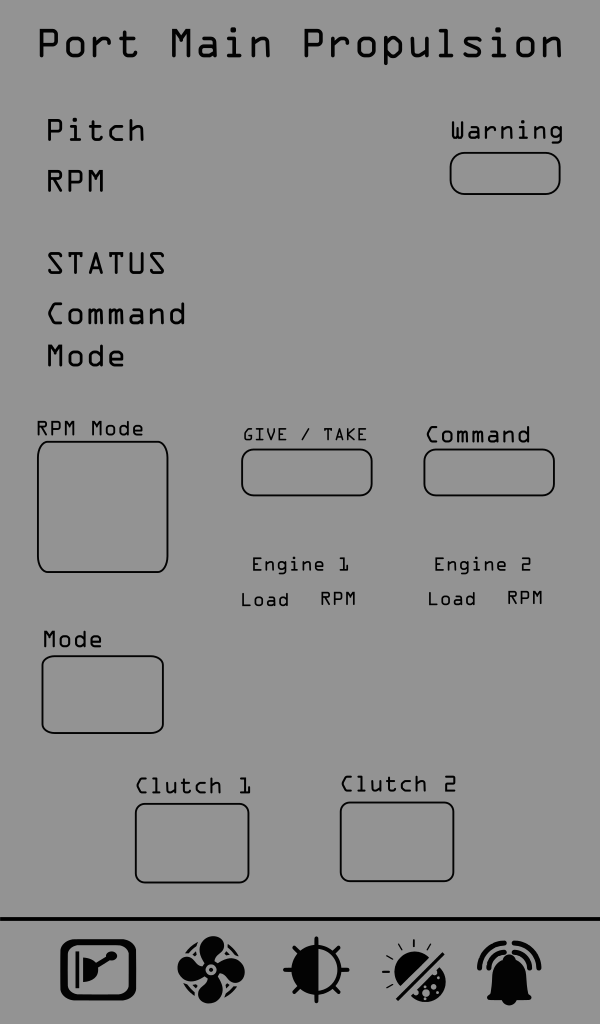 Port Main Propulsion
Pitch
Warning
RPM
STATUS
Command
Mode
RPM Mode
GIVE / TAKE
Command
Engine 1
Engine 2
Load RPM
Load RPM
Mode
Clutch 1
Clutch 2